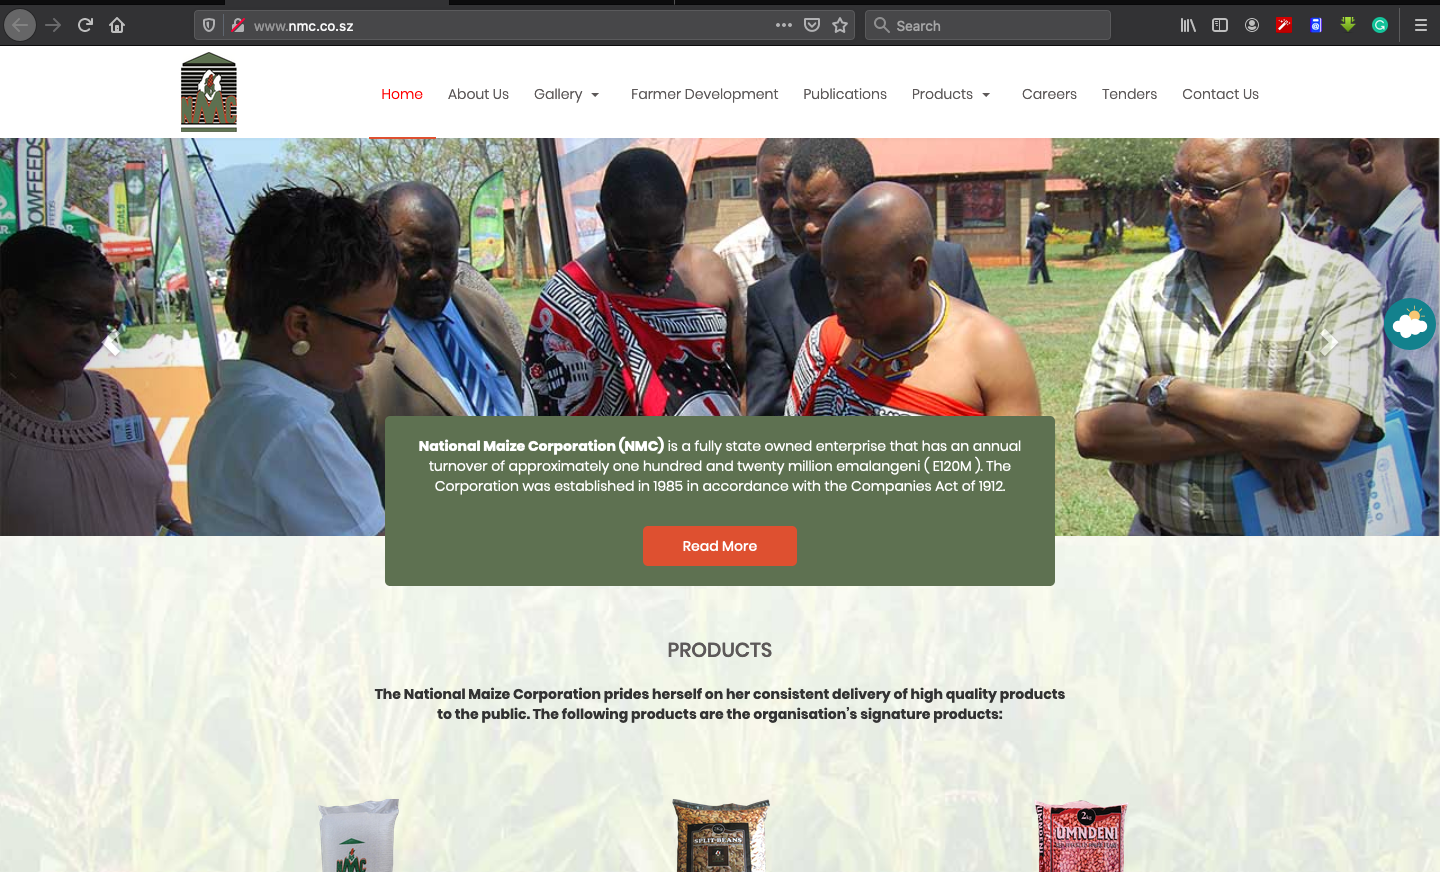 www.nmc.co.sz
Search
NMC
Home
About Us
Gallery
Farmer Development
Publications
Products
Careers
Tenders
Contact Us
OWFEEDS
National Maize Corporation (NMC) is a fully state owned enterprise that has an annual
turnover of approximately one hundred and twenty million emalangeni ( E120M ). The
Corporation was established in 1985 in accordance with the Companies Act of 1912.
Read More
PRODUCTS
The National Maize Corporation prides herself on her consistent delivery of high quality products
to the public. The following products are the organisation's signature products:
NMC
SPLIT-BEANS
2kg
UMNDENI